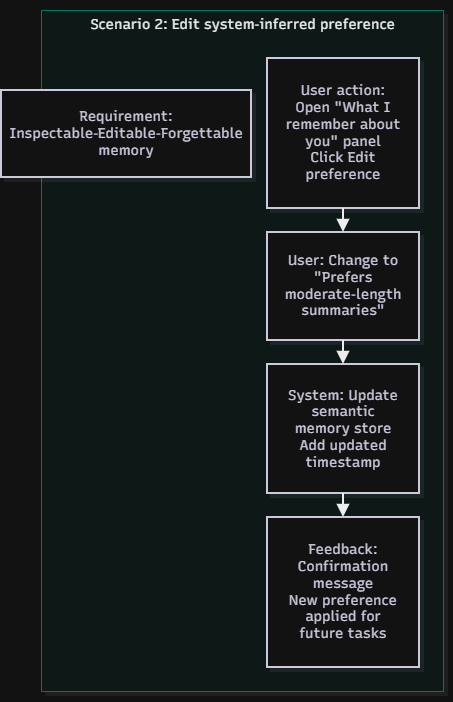 Scenario 2: Edit system-inferred preference
Requirement:
Inspectable-Editable-Forgettable
memory
User action:
Open "What I
remember about
you" panel
Click Edit
preference
User: Change to
"Prefers
moderate-length
summaries"
System: Update
semantic
memory store
Add updated
timestamp
Feedback:
Confirmation
message
New preference
applied for
future tasks